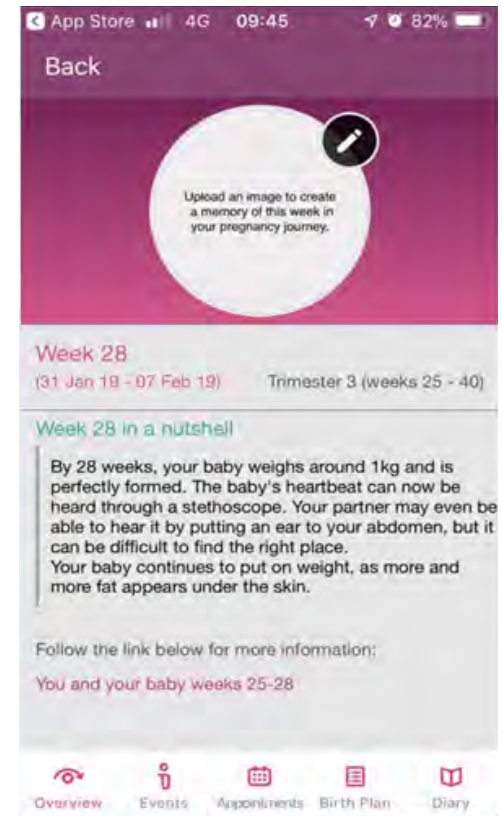 App Store 4G 09:45 82%
Back
Upload an image to create
a memory of this week in
your pregnancy journey.
Week 28
(31 Jan 19 - 07 Feb 19) Trimester 3 (weeks 25 - 40)
Week 28 in a nutshell
By 28 weeks, your baby weighs around 1kg and is
perfectly formed. The baby's heartbeat can now be
heard through a stethoscope. Your partner may even be
able to hear it by putting an ear to your abdomen, but it
can be difficult to find the right place.
Your baby continues to put on weight, as more and
more fat appears under the skin.
Follow the link below for more information:
You and your baby weeks 25-28
Overview Events Appointments Birth Plan Diary